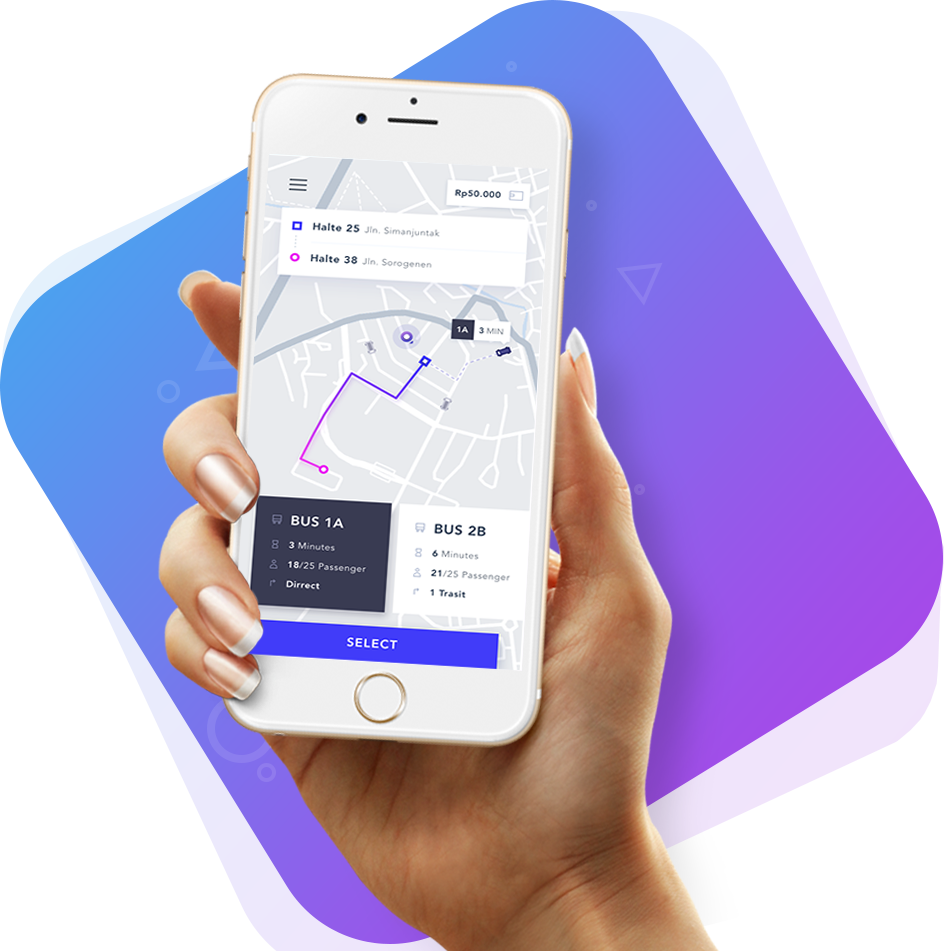 Rp50.000
Halte 25 Jln. Simanjuntak
Halte 38 Jln. Sorogenen
1A 3 MIN
BUS 1A
3 Minutes
18/25 Passenger
Dirrect
BUS 2B
6 Minutes
21/25 Passenger
1 Trasit
SELECT